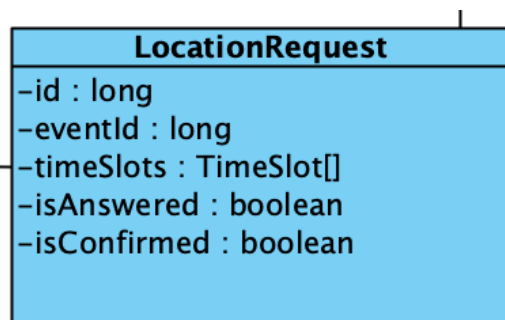 LocationRequest
-id : long
-eventId : long
-timeSlots : TimeSlot[]
-isAnswered : boolean
-isConfirmed : boolean